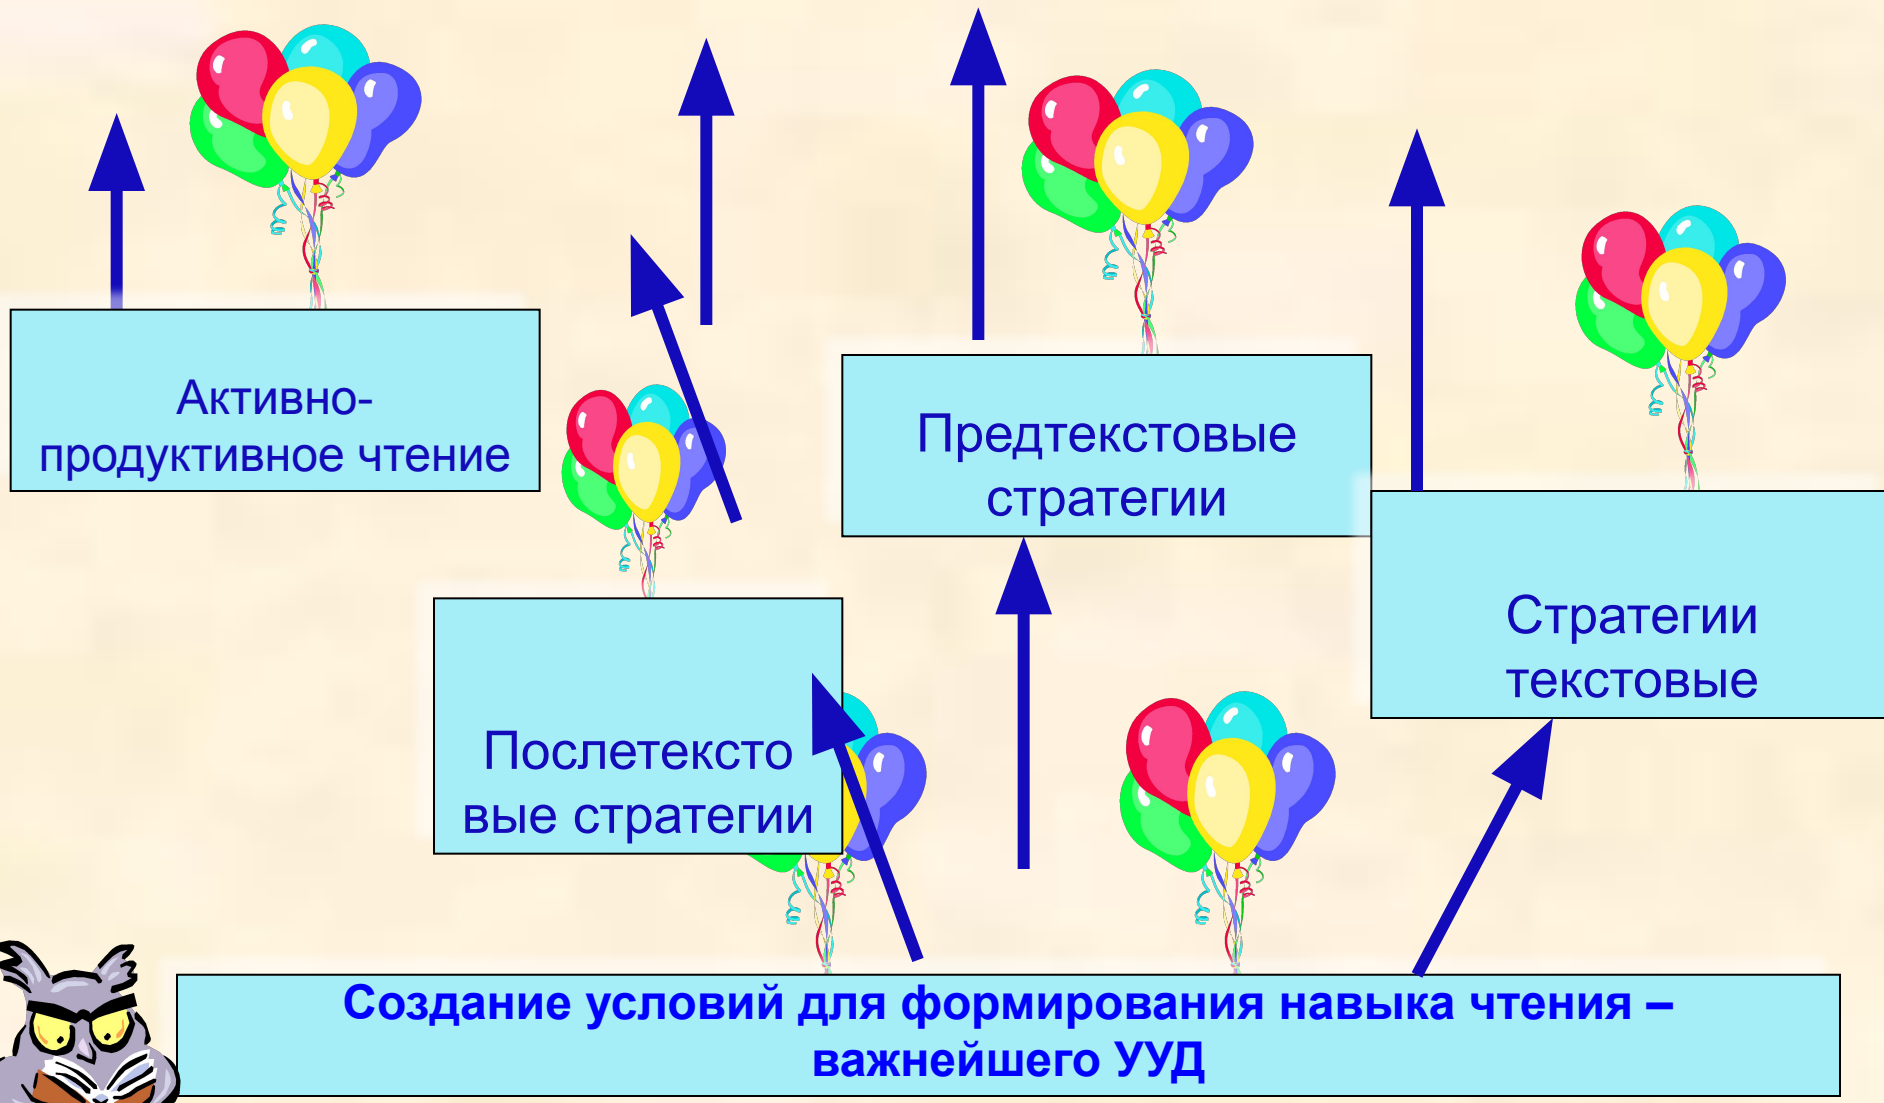 Активно-
продуктивное чтение
Предтекстовые
стратегии
Стратегии
текстовые
Послетексто
вые стратегии
Создание условий для формирования навыка чтения –
важнейшего УУД